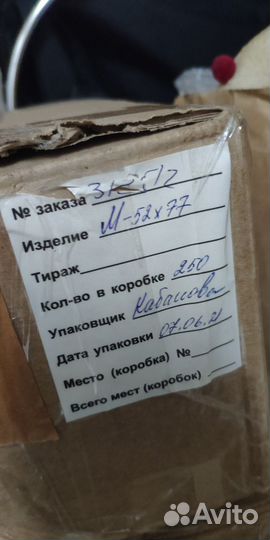 № заказа
Изделие М-52х77
Тираж
Кол-во в коробке 250
Упаковщик Кабанова
Дата упаковки 07.06.21
Место (коробка) №
Всего мест (коробок)
Avito